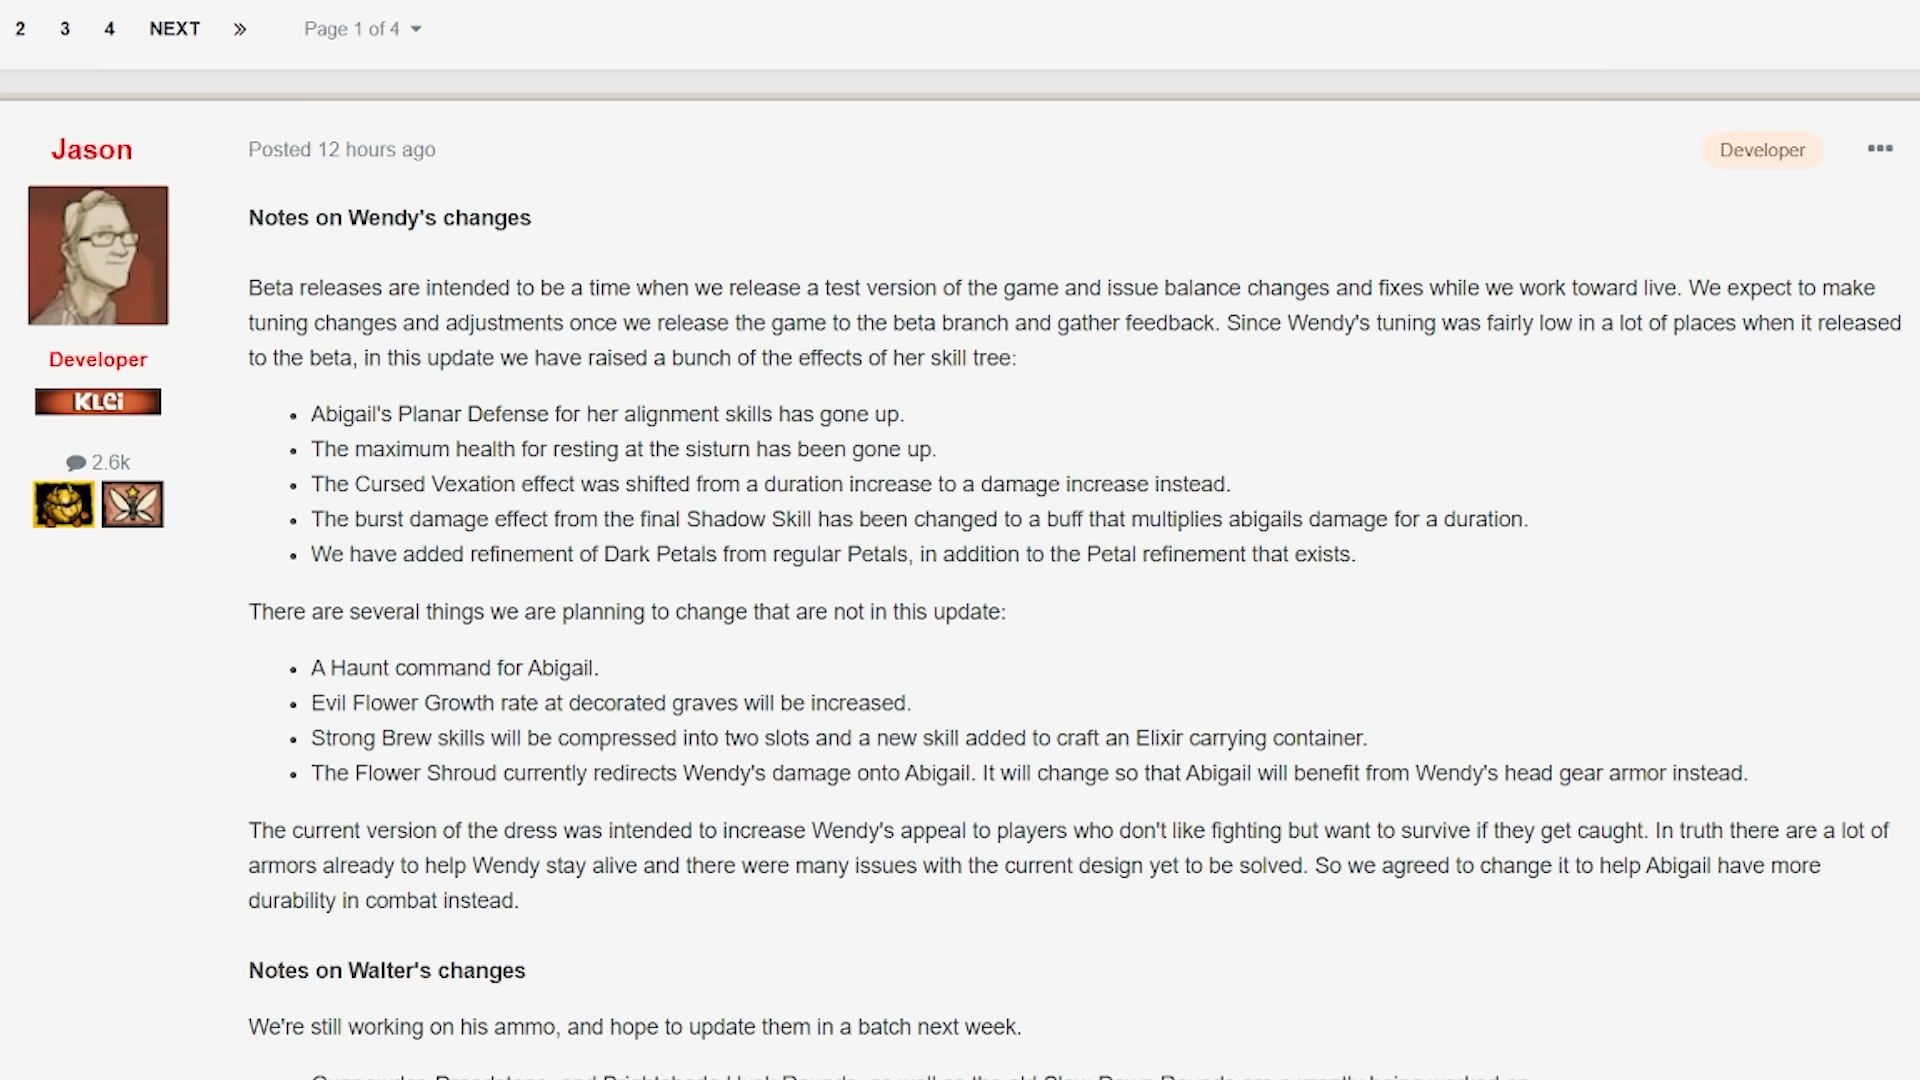 2 3 4 NEXT » Page 1 of 4
Jason
Posted 12 hours ago
Developer
Developer
KLEi
2.6k
Notes on Wendy's changes
Beta releases are intended to be a time when we release a test version of the game and issue balance changes and fixes while we work toward live. We expect to make
tuning changes and adjustments once we release the game to the beta branch and gather feedback. Since Wendy's tuning was fairly low in a lot of places when it released
to the beta, in this update we have raised a bunch of the effects of her skill tree:
• Abigail's Planar Defense for her alignment skills has gone up.
• The maximum health for resting at the sisturn has been gone up.
• The Cursed Vexation effect was shifted from a duration increase to a damage increase instead.
• The burst damage effect from the final Shadow Skill has been changed to a buff that multiplies abigails damage for a duration.
• We have added refinement of Dark Petals from regular Petals, in addition to the Petal refinement that exists.
There are several things we are planning to change that are not in this update:
• A Haunt command for Abigail.
• Evil Flower Growth rate at decorated graves will be increased.
• Strong Brew skills will be compressed into two slots and a new skill added to craft an Elixir carrying container.
• The Flower Shroud currently redirects Wendy's damage onto Abigail. It will change so that Abigail will benefit from Wendy's head gear armor instead.
The current version of the dress was intended to increase Wendy's appeal to players who don't like fighting but want to survive if they get caught. In truth there are a lot of
armors already to help Wendy stay alive and there were many issues with the current design yet to be solved. So we agreed to change it to help Abigail have more
durability in combat instead.
Notes on Walter's changes
We're still working on his ammo, and hope to update them in a batch next week.